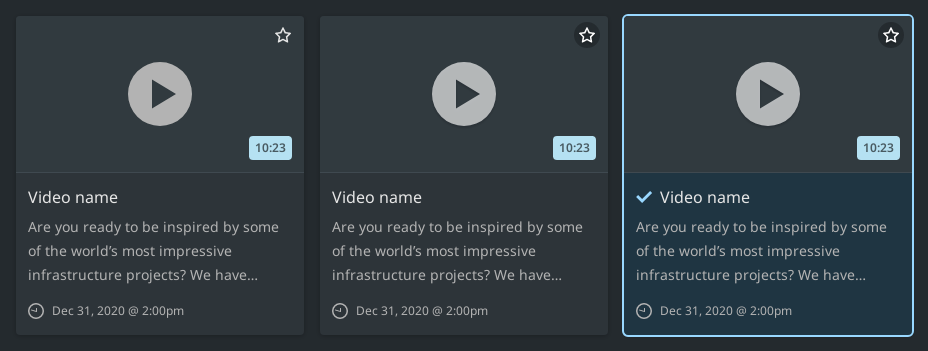 10:23
Video name
Are you ready to be inspired by some
of the world’s most impressive
infrastructure projects? We have...
Dec 31, 2020 @ 2:00pm
10:23
Video name
Are you ready to be inspired by some
of the world’s most impressive
infrastructure projects? We have...
Dec 31, 2020 @ 2:00pm
10:23
Video name
Are you ready to be inspired by some
of the world’s most impressive
infrastructure projects? We have...
Dec 31, 2020 @ 2:00pm